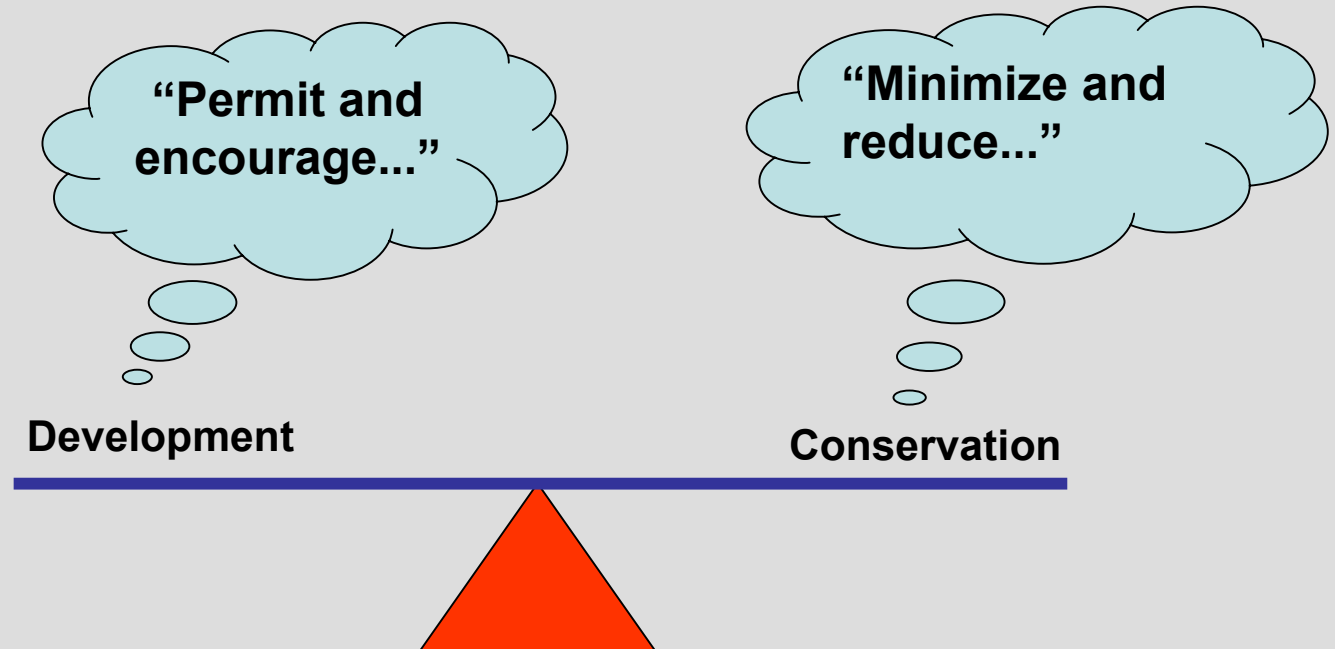 “Permit and
encourage...”
“Minimize and
reduce...”
Development
Conservation